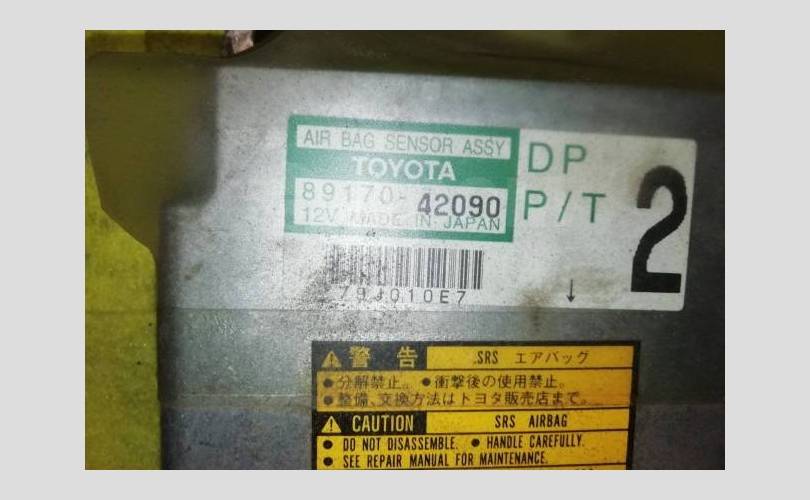 AIR BAG SENSOR ASSY
TOYOTA
89170-42090
12V MADE IN JAPAN
DP
P/T
2
79J010E7
↓
⚠ 警 告 SRS エアバッグ
●分解禁止。 ●衝撃後の使用禁止。
●整備、交換方法はトヨタ販売店まで。
⚠ CAUTION SRS AIRBAG
● DO NOT DISASSEMBLE. ● HANDLE CAREFULLY.
● SEE REPAIR MANUAL FOR MAINTENANCE.